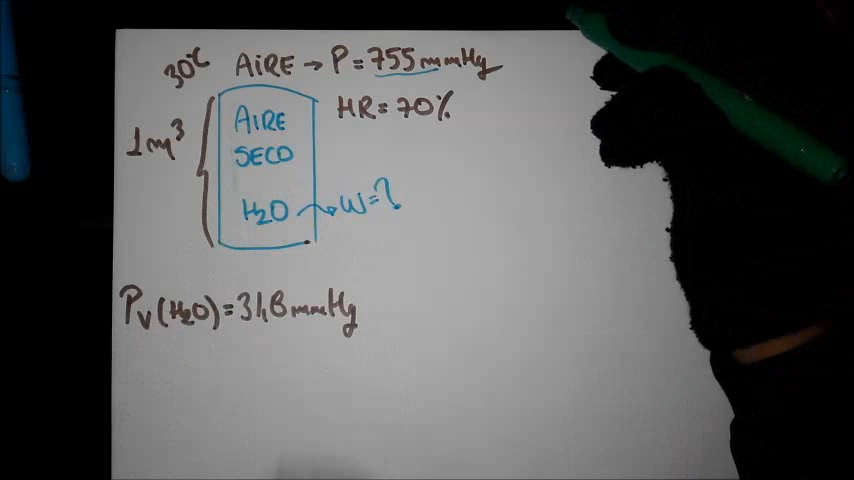 30°C AIRE → P = 755 mmHg
HR = 70%
1m³
AIRE
SECO
H₂O → W = ?
Pv (H₂O) = 31,8 mmHg